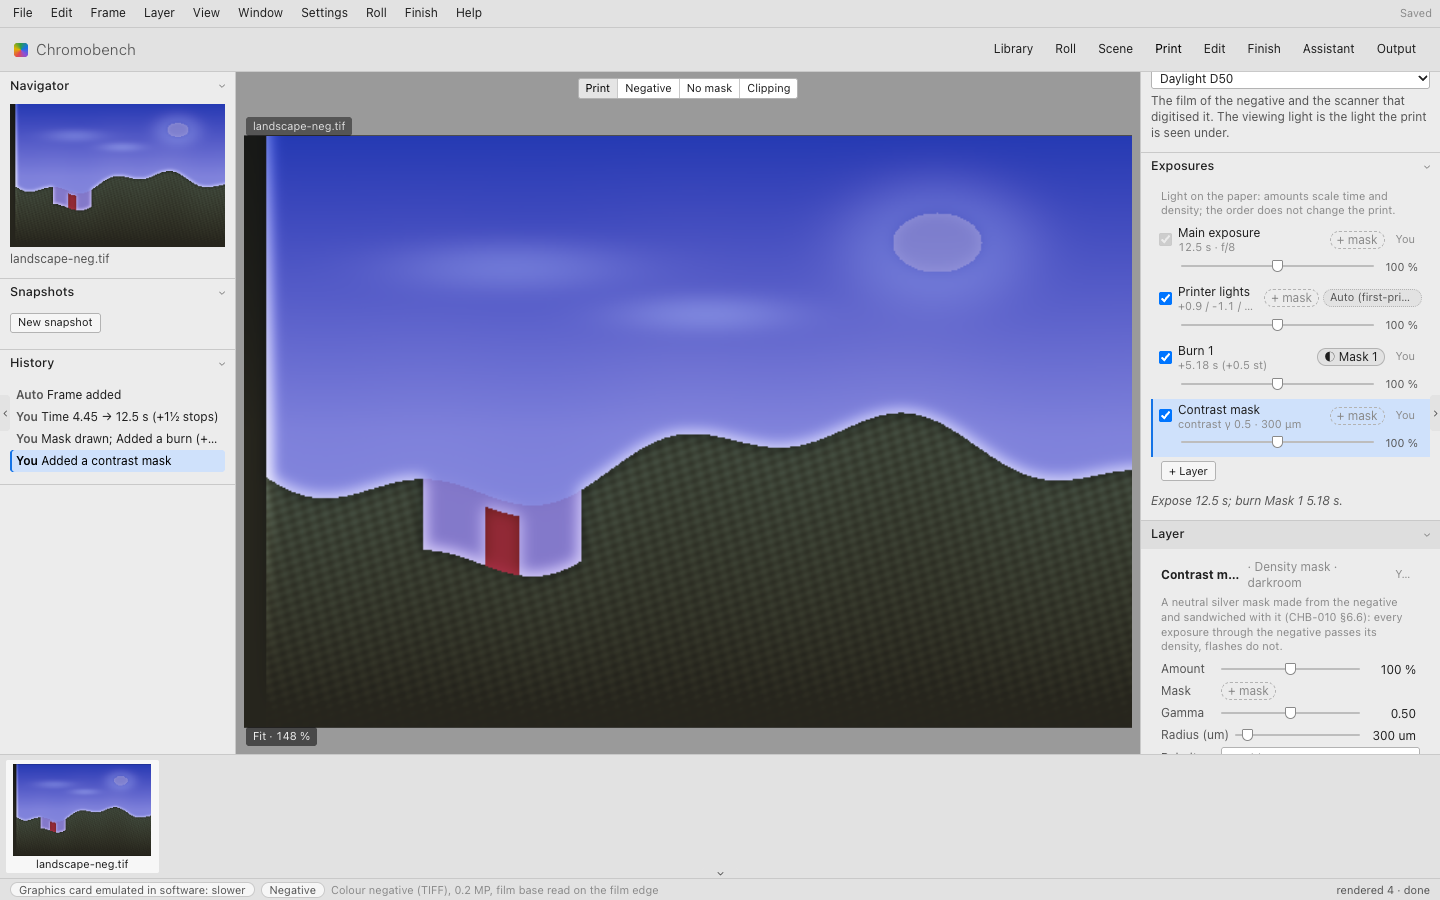 File Edit Frame Layer View Window Settings Roll Finish Help Saved
Chromobench Library Roll Scene Print Edit Finish Assistant Output
Navigator
landscape-neg.tif
Snapshots
New snapshot
History
Auto Frame added
You Time 4.45 → 12.5 s (+1½ stops)
You Mask drawn; Added a burn (+...
You Added a contrast mask
Print Negative No mask Clipping
landscape-neg.tif
Fit · 148 %
Daylight D50
The film of the negative and the scanner that
digitised it. The viewing light is the light the print
is seen under.
Exposures
Light on the paper: amounts scale time and
density; the order does not change the print.
Main exposure + mask You
12.5 s · f/8
100 %
Printer lights + mask Auto (first-pri...
+0.9 / -1.1 / ...
100 %
Burn 1 Mask 1 You
+5.18 s (+0.5 st)
100 %
Contrast mask + mask You
contrast γ 0.5 · 300 µm
100 %
+ Layer
Expose 12.5 s; burn Mask 1 5.18 s.
Layer
Contrast m... · Density mask · Y...
darkroom
A neutral silver mask made from the negative
and sandwiched with it (CHB-010 §6.6): every
exposure through the negative passes its
density, flashes do not.
Amount 100 %
Mask + mask
Gamma 0.50
Radius (um) 300 um
landscape-neg.tif
Graphics card emulated in software: slower Negative Colour negative (TIFF), 0.2 MP, film base read on the film edge rendered 4 · done